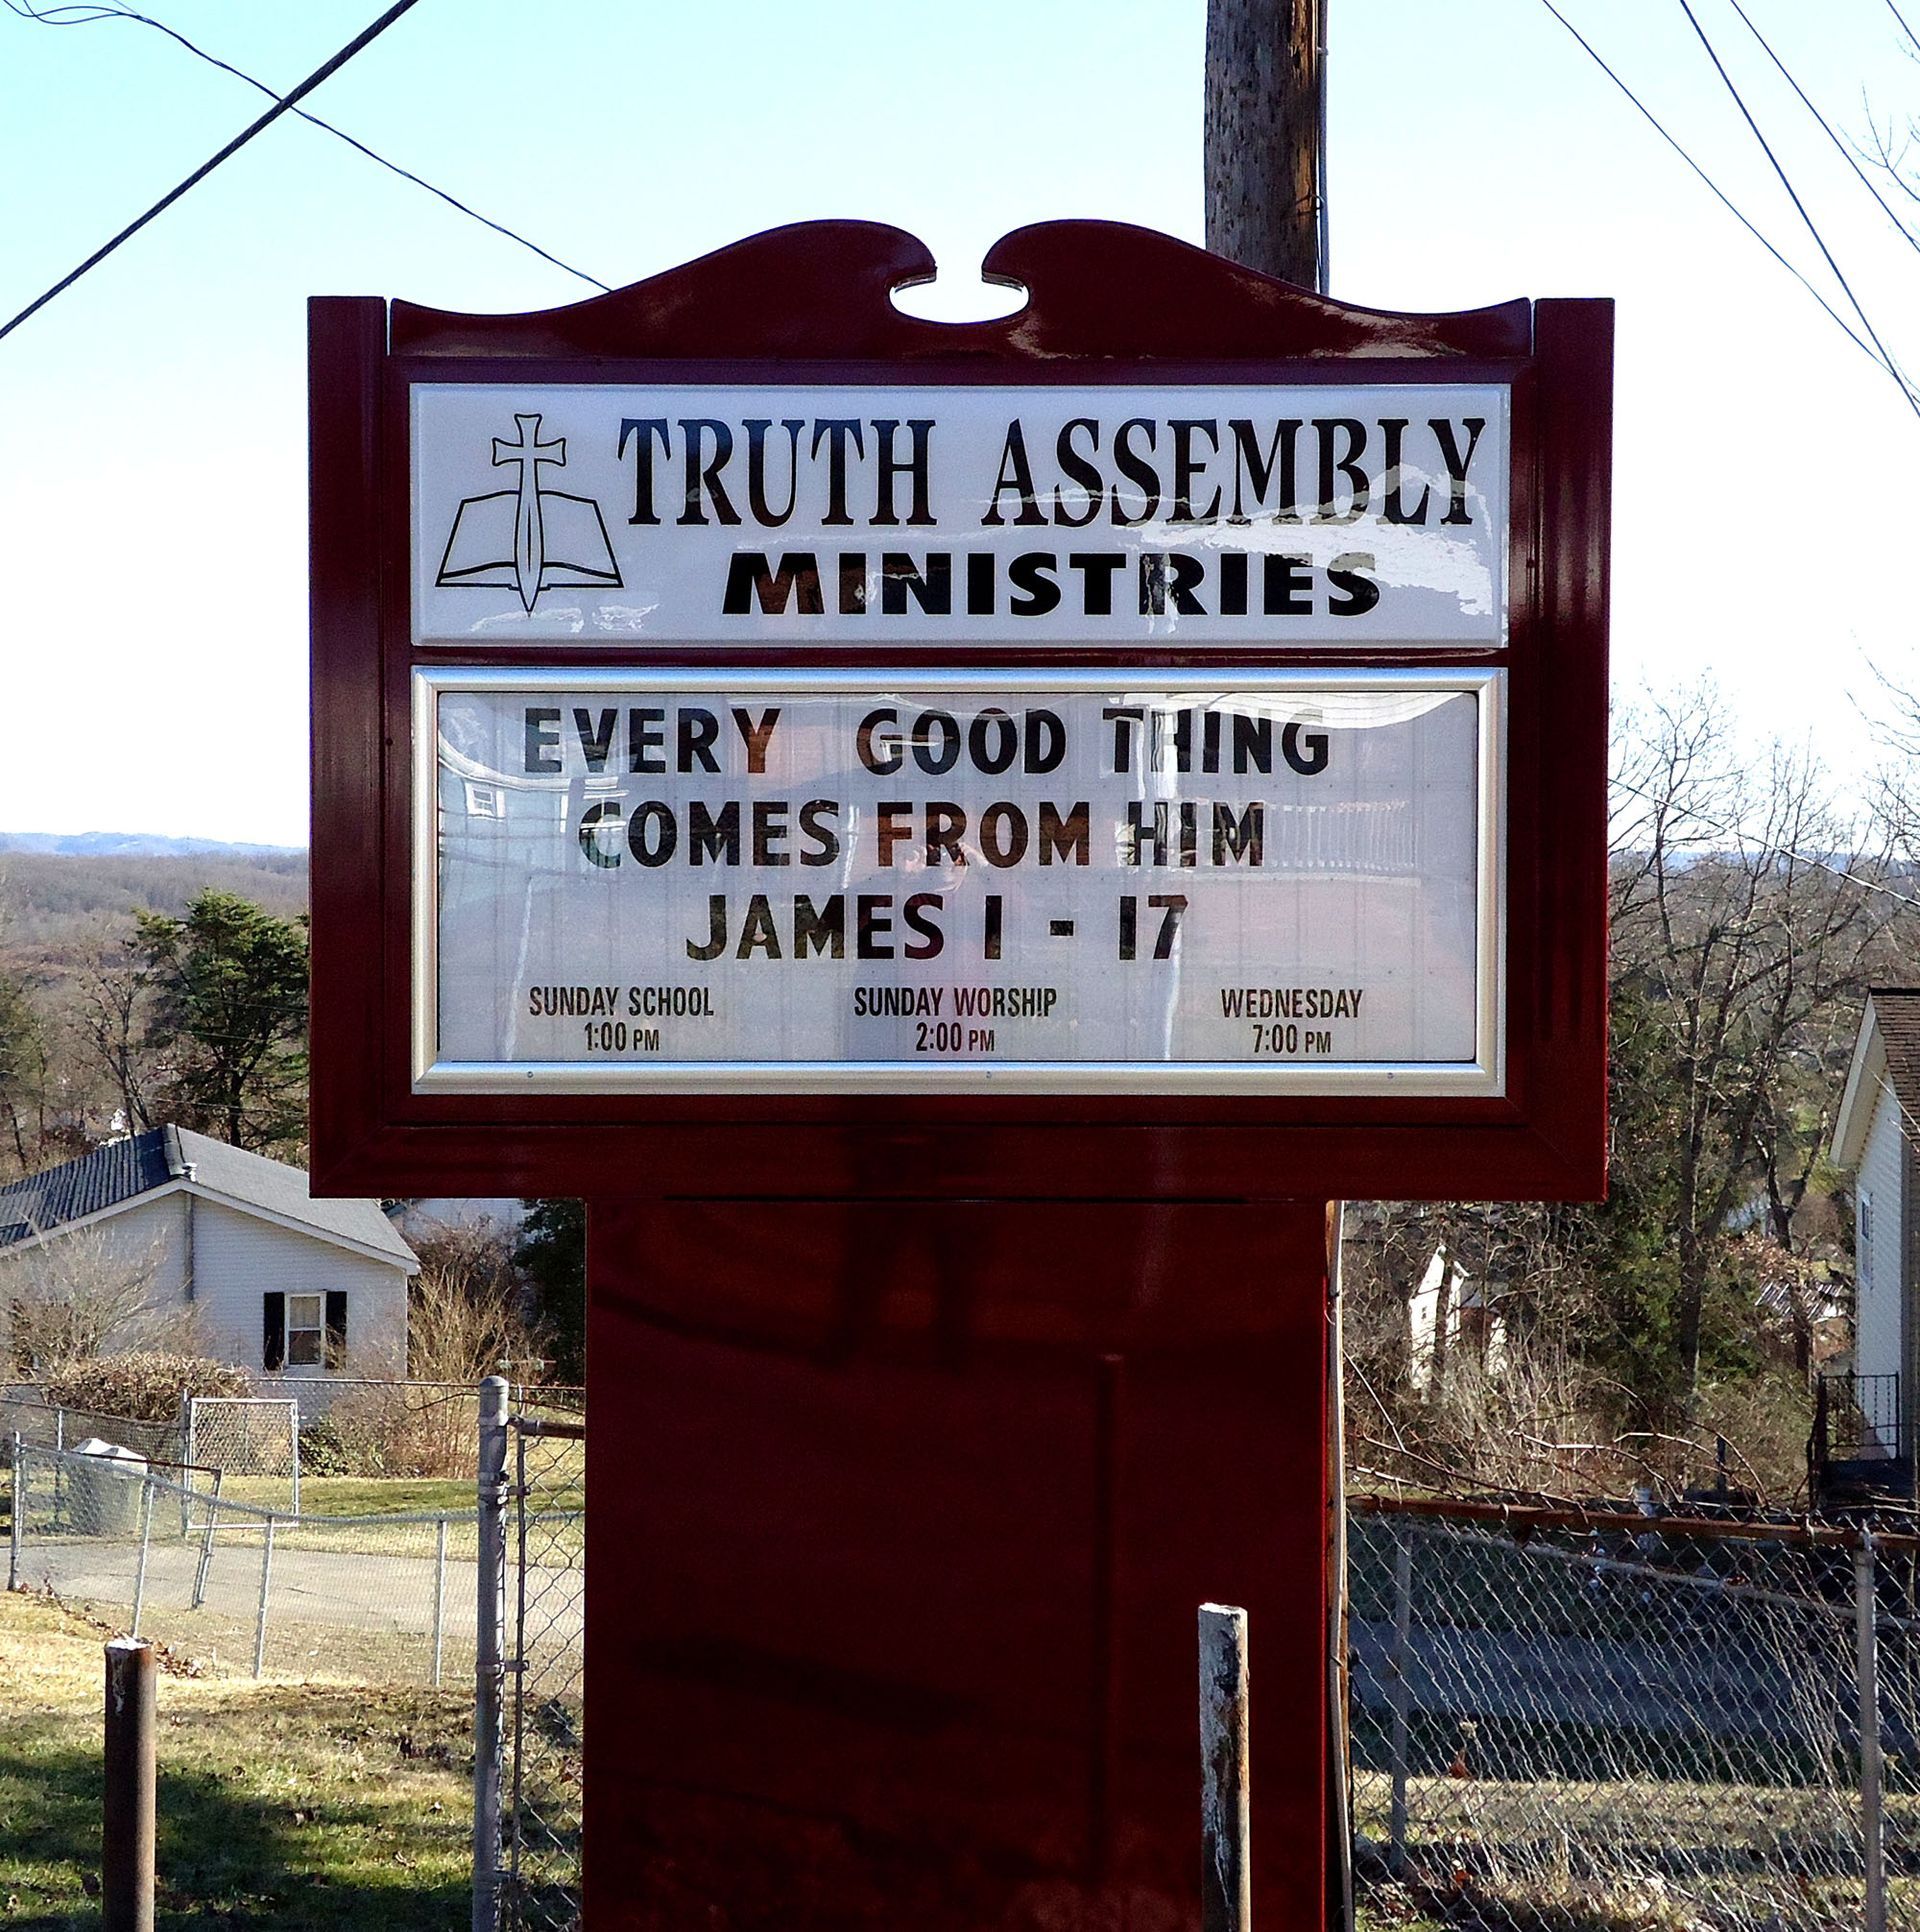 TRUTH ASSEMBLY
MINISTRIES
EVERY GOOD THING
COMES FROM HIM
JAMES 1 - 17
SUNDAY SCHOOL SUNDAY WORSHIP WEDNESDAY
1:00 PM 2:00 PM 7:00 PM